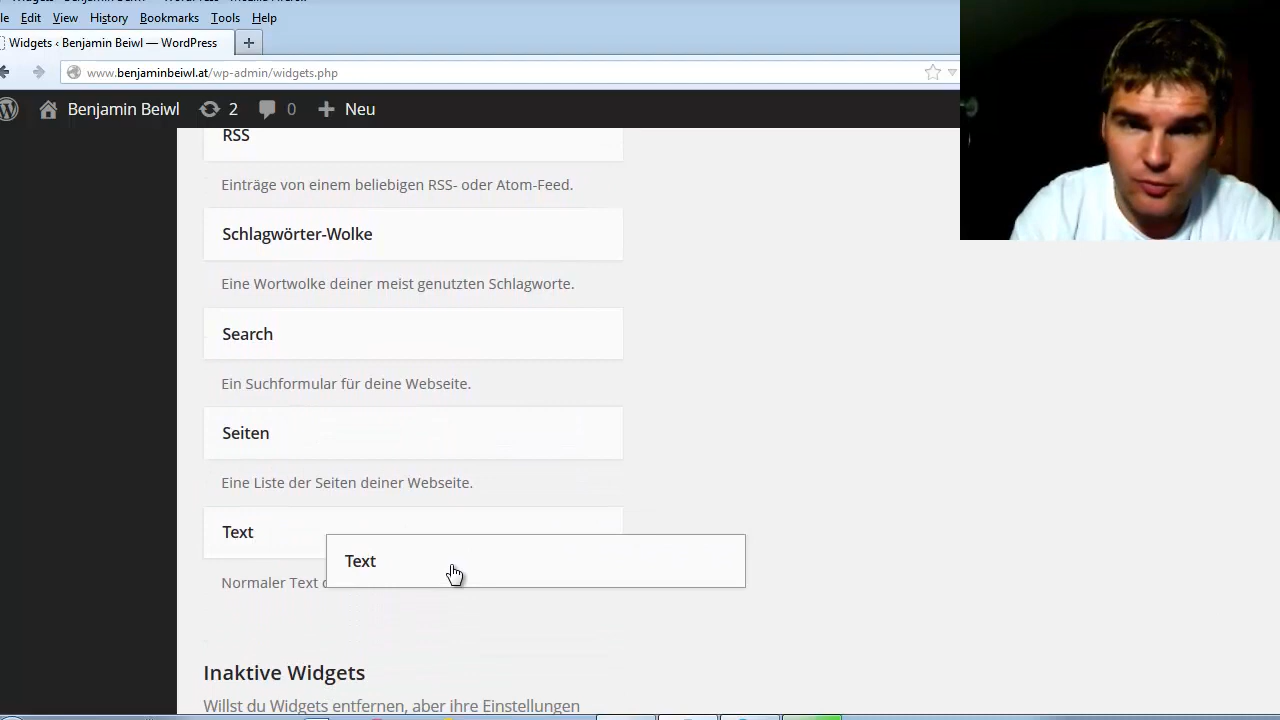 Edit View History Bookmarks Tools Help
Widgets ‹ Benjamin Beiwl — WordPress
www.benjaminbeiwl.at/wp-admin/widgets.php
Benjamin Beiwl 2 0 Neu
RSS
Einträge von einem beliebigen RSS- oder Atom-Feed.
Schlagwörter-Wolke
Eine Wortwolke deiner meist genutzten Schlagworte.
Search
Ein Suchformular für deine Webseite.
Seiten
Eine Liste der Seiten deiner Webseite.
Text
Text
Normaler Text
Inaktive Widgets
Willst du Widgets entfernen, aber ihre Einstellungen